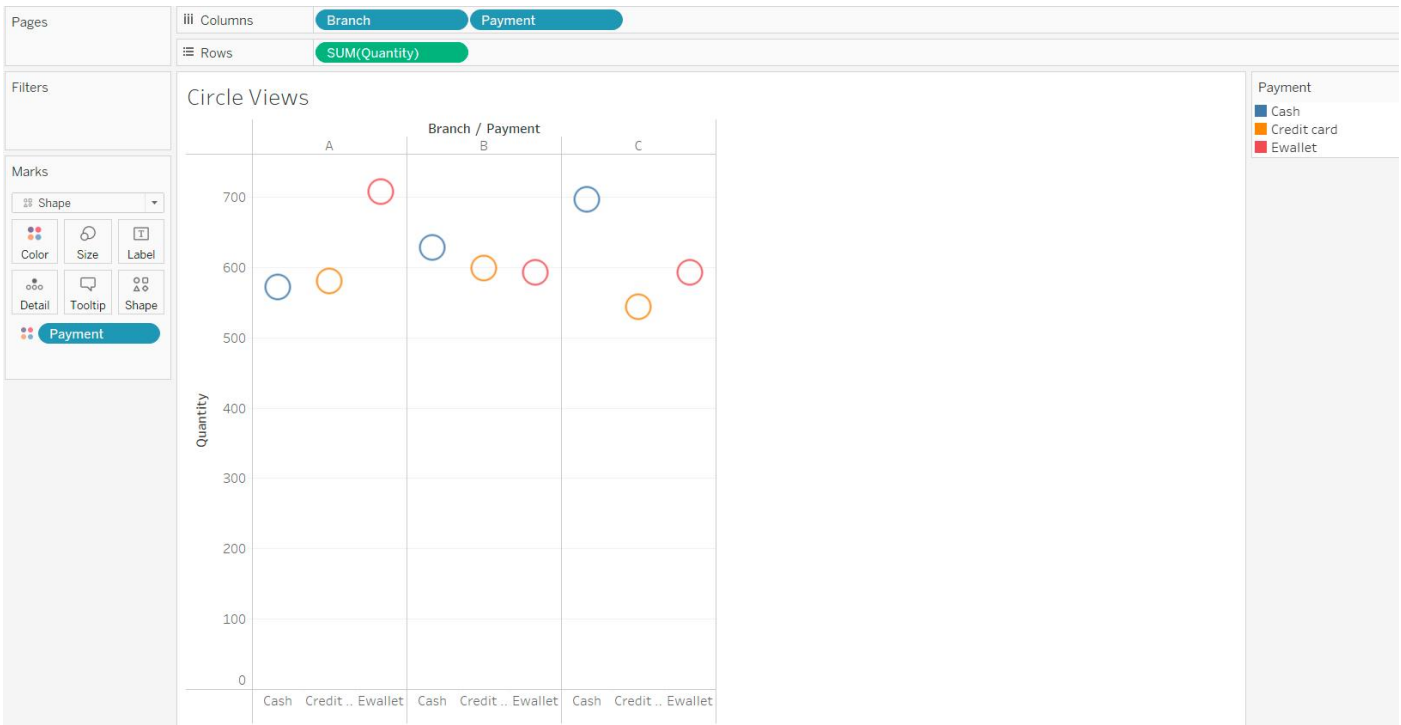 Pages
iii Columns
Branch
Payment
Rows
SUM(Quantity)
Filters
Marks
Shape
Color
Size
Label
Detail
Tooltip
Shape
Payment
Circle Views
Branch / Payment
A
B
C
700
600
500
400
300
200
100
0
Quantity
Cash
Credit ..
Ewallet
Cash
Credit ..
Ewallet
Cash
Credit ..
Ewallet
Payment
Cash
Credit card
Ewallet